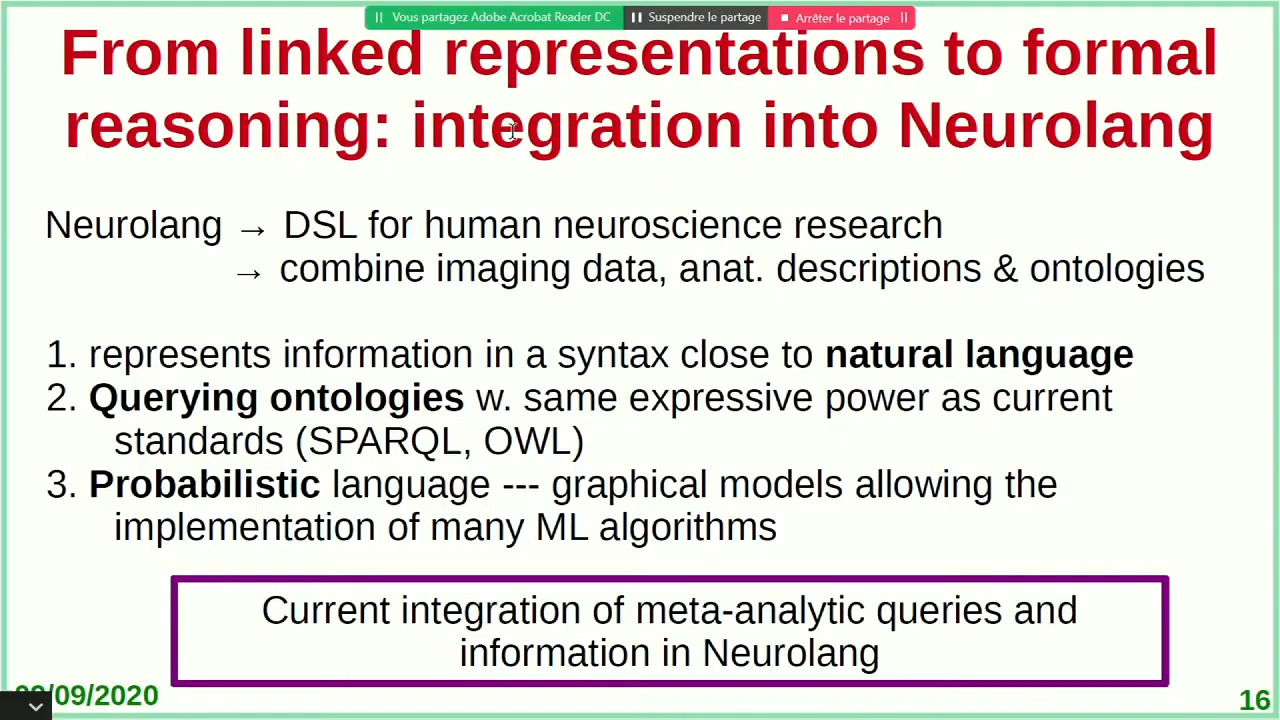 Vous partagez Adobe Acrobat Reader DC Suspendre le partage Arrêter le partage
From linked representations to formal
reasoning: integration into Neurolang
Neurolang → DSL for human neuroscience research
→ combine imaging data, anat. descriptions & ontologies
1. represents information in a syntax close to natural language
2. Querying ontologies w. same expressive power as current
standards (SPARQL, OWL)
3. Probabilistic language --- graphical models allowing the
implementation of many ML algorithms
Current integration of meta-analytic queries and
information in Neurolang
/09/2020
16